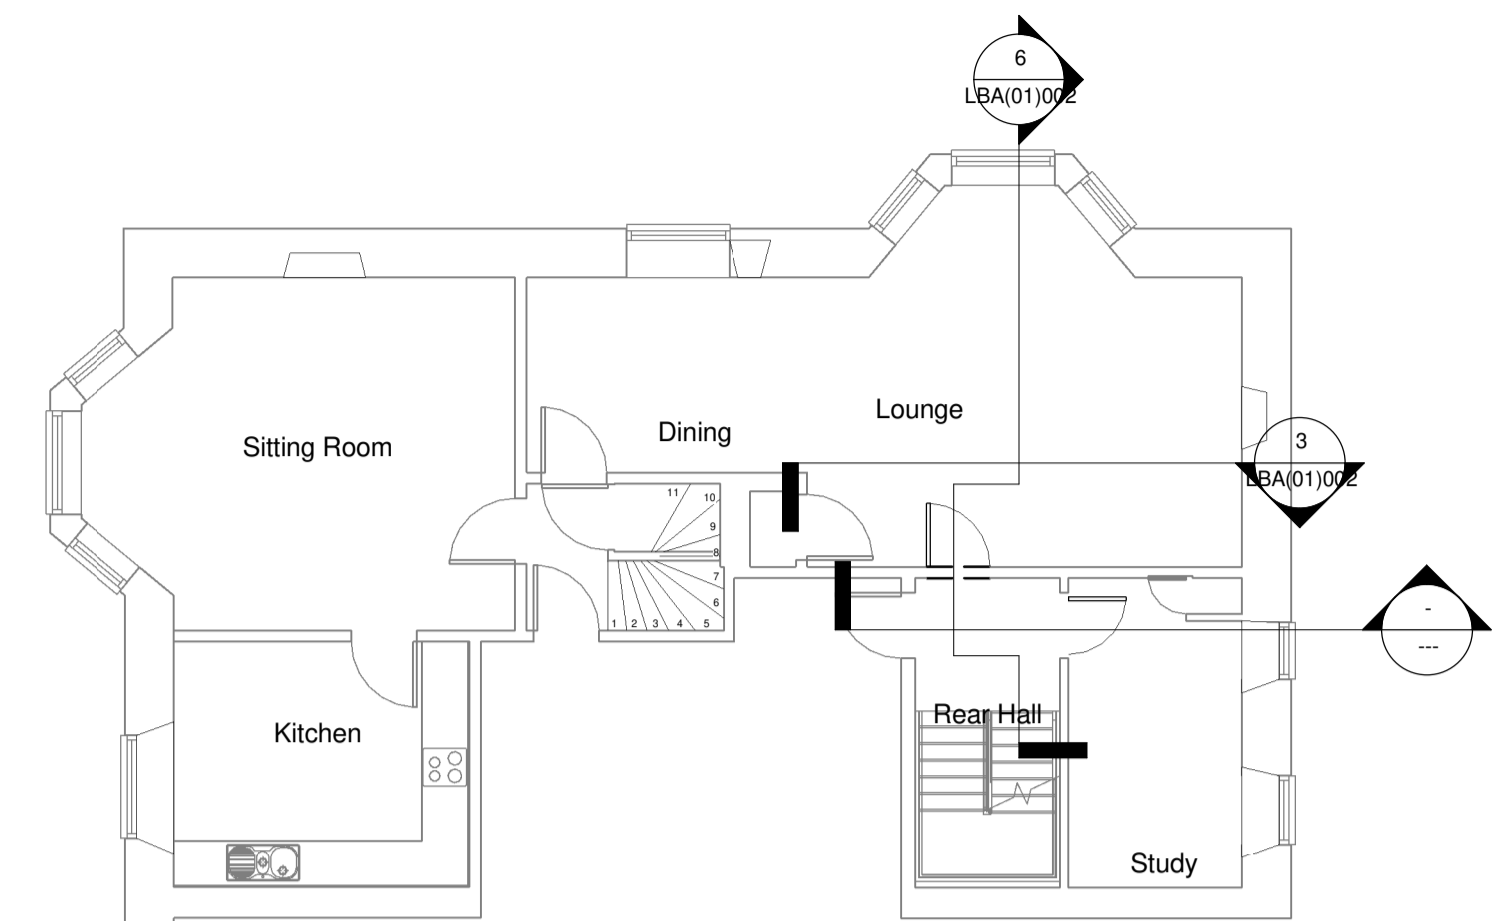 6
LBA(01)002
Lounge
Dining
Sitting Room
3
LBA(01)002
11
10
9
8
7
6
1 2 3 4 5
-
---
Rear Hall
Kitchen
Study